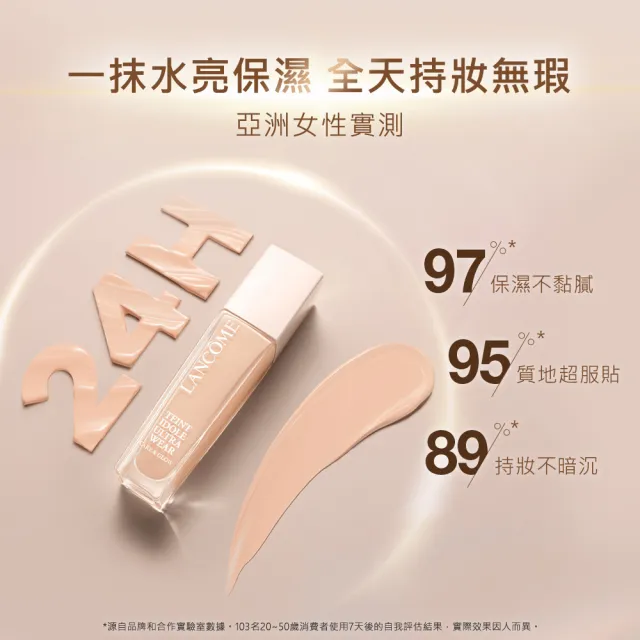 一抹水亮保濕 全天持妝無瑕
亞洲女性實測
24H
LANCÔME
TEINT
IDOLE
ULTRA
WEAR
CARE & GLOW
97%*保濕不黏膩
95%*質地超服貼
89%*持妝不暗沉
*源自品牌和合作實驗室數據。103名20~50歲消費者使用7天後的自我評估結果,實際效果因人而異。